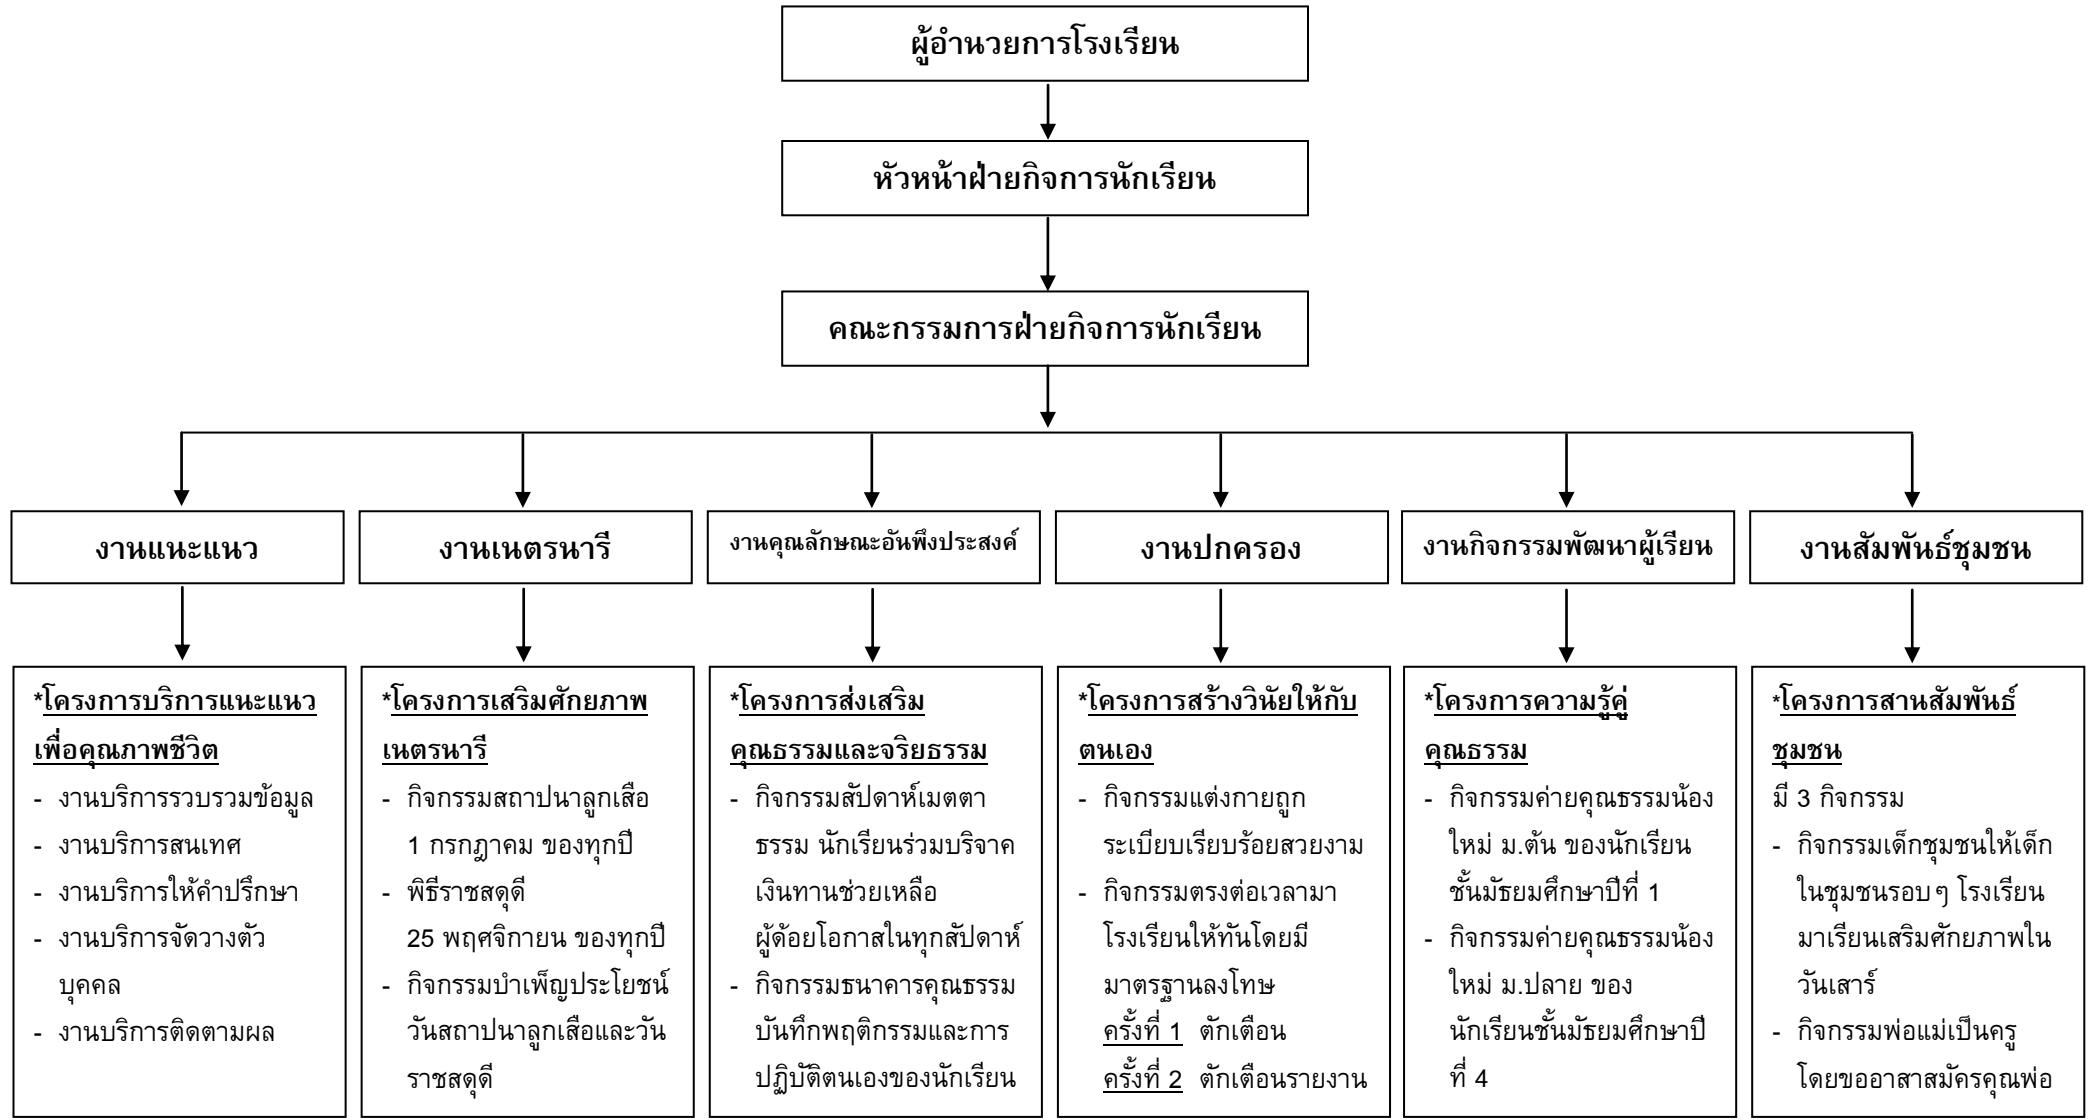 ผู้อำนวยการโรงเรียน
หัวหน้าฝ่ายกิจการนักเรียน
คณะกรรมการฝ่ายกิจการนักเรียน
งานแนะแนว
งานเนตรนารี
งานคุณลักษณะอันพึงประสงค์
งานปกครอง
งานกิจกรรมพัฒนาผู้เรียน
งานสัมพันธ์ชุมชน
*โครงการบริการแนะแนว
เพื่อคุณภาพชีวิต
- งานบริการรวบรวมข้อมูล
- งานบริการสนเทศ
- งานบริการให้คำปรึกษา
- งานบริการจัดวางตัว
บุคคล
- งานบริการติดตามผล
*โครงการเสริมศักยภาพ
เนตรนารี
- กิจกรรมสถาปนาลูกเสือ
1 กรกฎาคม ของทุกปี
- พิธีราชสดุดี
25 พฤศจิกายน ของทุกปี
- กิจกรรมบำเพ็ญประโยชน์
วันสถาปนาลูกเสือและวัน
ราชสดุดี
*โครงการส่งเสริม
คุณธรรมและจริยธรรม
- กิจกรรมสัปดาห์เมตตา
ธรรม นักเรียนร่วมบริจาค
เงินทานช่วยเหลือ
ผู้ด้อยโอกาสในทุกสัปดาห์
- กิจกรรมธนาคารคุณธรรม
บันทึกพฤติกรรมและการ
ปฏิบัติตนเองของนักเรียน
*โครงการสร้างวินัยให้กับ
ตนเอง
- กิจกรรมแต่งกายถูก
ระเบียบเรียบร้อยสวยงาม
- กิจกรรมตรงต่อเวลามา
โรงเรียนให้ทันโดยมี
มาตรฐานลงโทษ
ครั้งที่ 1 ตักเตือน
ครั้งที่ 2 ตักเตือนรายงาน
*โครงการความรู้คู่
คุณธรรม
- กิจกรรมค่ายคุณธรรมน้อง
ใหม่ ม.ต้น ของนักเรียน
ชั้นมัธยมศึกษาปีที่ 1
- กิจกรรมค่ายคุณธรรมน้อง
ใหม่ ม.ปลาย ของ
นักเรียนชั้นมัธยมศึกษาปี
ที่ 4
*โครงการสานสัมพันธ์
ชุมชน
มี 3 กิจกรรม
- กิจกรรมเด็กชุมชนให้เด็ก
ในชุมชนรอบๆ โรงเรียน
มาเรียนเสริมศักยภาพใน
วันเสาร์
- กิจกรรมพ่อแม่เป็นครู
โดยขออาสาสมัครคุณพ่อ